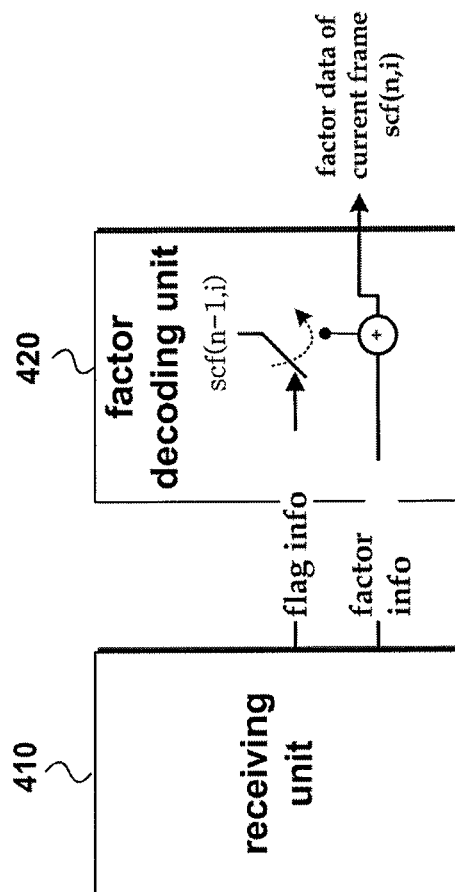 410
receiving
unit
flag info
factor
info
420
factor
decoding unit
scf(n−1,i)
+
factor data of
current frame
scf(n,i)